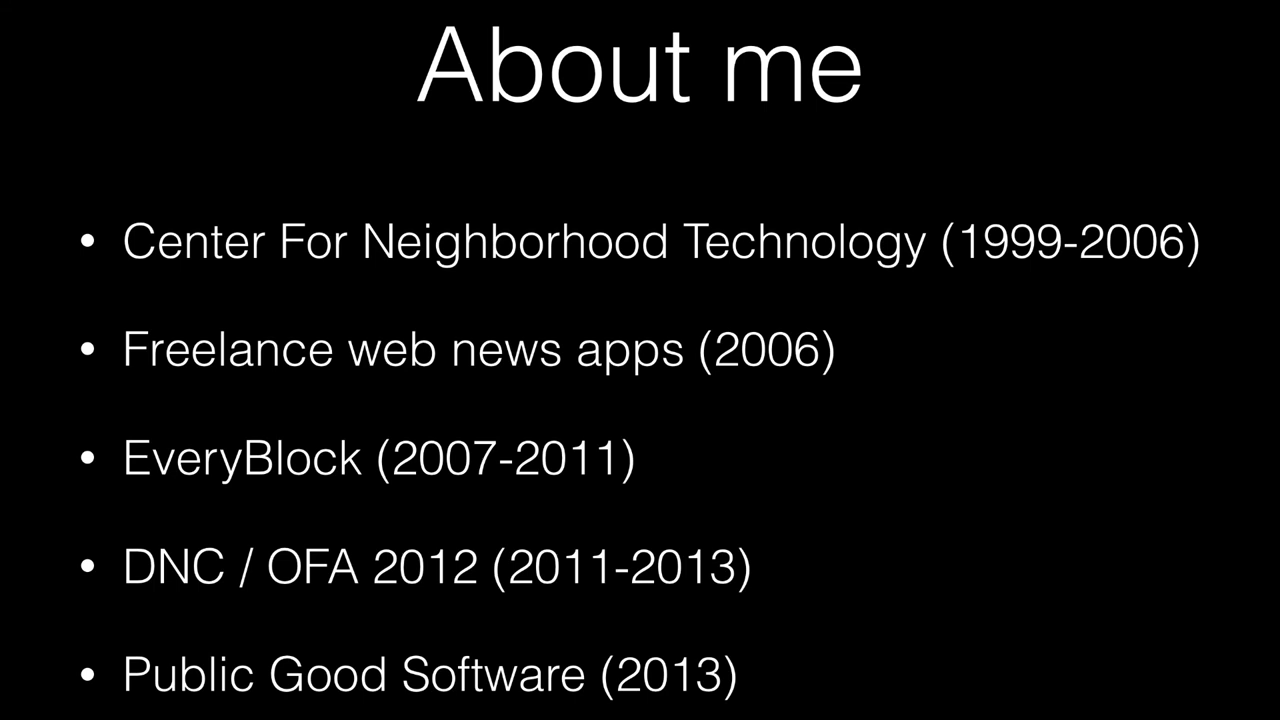 About me
• Center For Neighborhood Technology (1999-2006)
• Freelance web news apps (2006)
• EveryBlock (2007-2011)
• DNC / OFA 2012 (2011-2013)
• Public Good Software (2013)